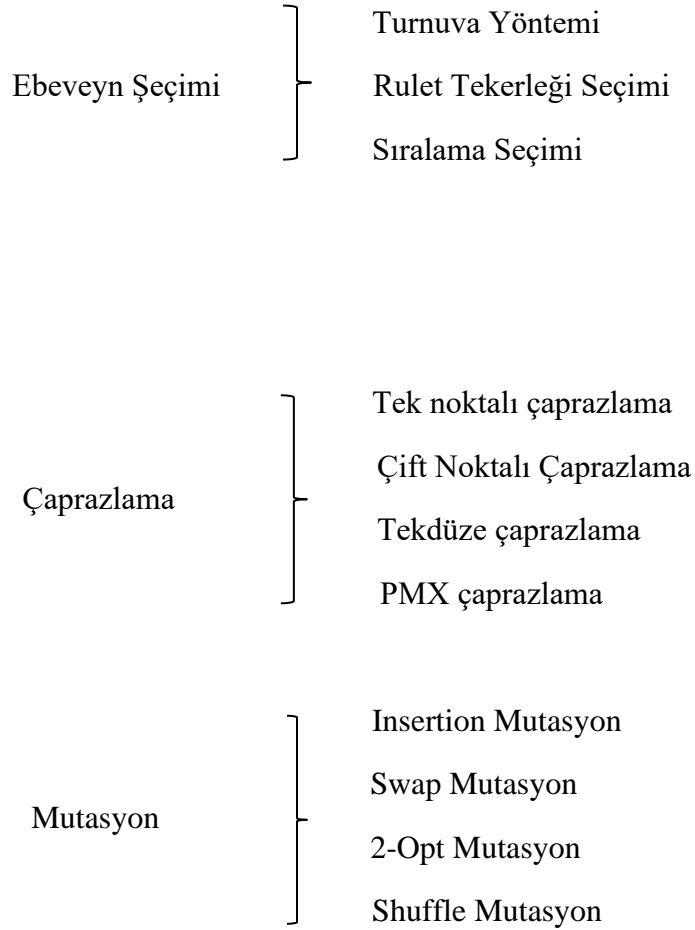 Turnuva Yöntemi
Ebeveyn Şeçimi
Rulet Tekerleği Seçimi
Sıralama Seçimi
Tek noktalı çaprazlama
Çift Noktalı Çaprazlama
Çaprazlama
Tekdüze çaprazlama
PMX çaprazlama
Insertion Mutasyon
Swap Mutasyon
Mutasyon
2-Opt Mutasyon
Shuffle Mutasyon